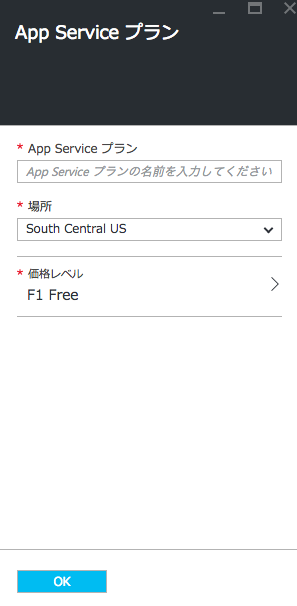 App Service プラン
* App Service プラン
App Service プランの名前を入力してください
* 場所
South Central US
* 価格レベル
F1 Free
OK